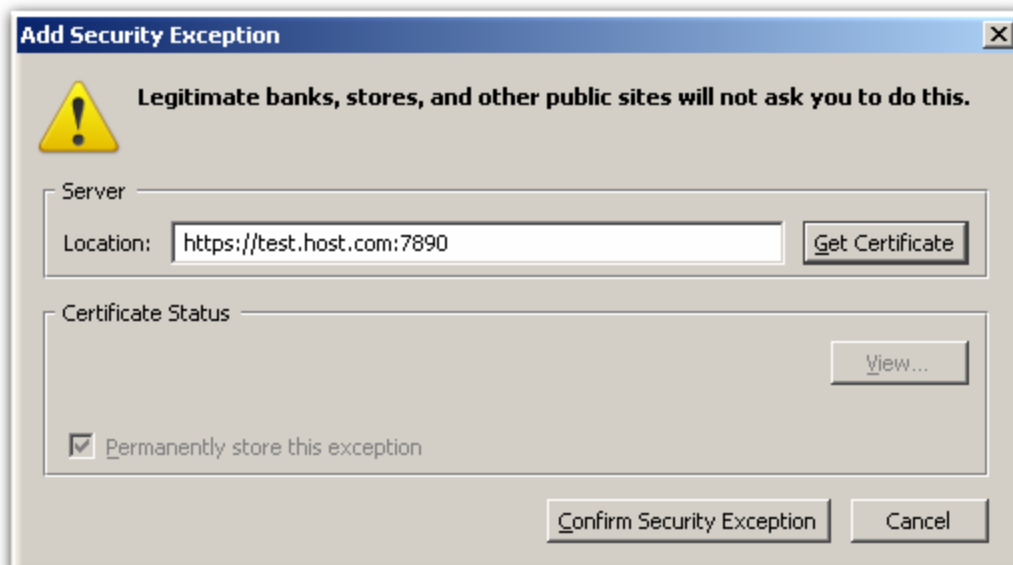 Add Security Exception
Legitimate banks, stores, and other public sites will not ask you to do this.
Server
Location: https://test.host.com:7890 Get Certificate
Certificate Status
View...
Permanently store this exception
Confirm Security Exception Cancel